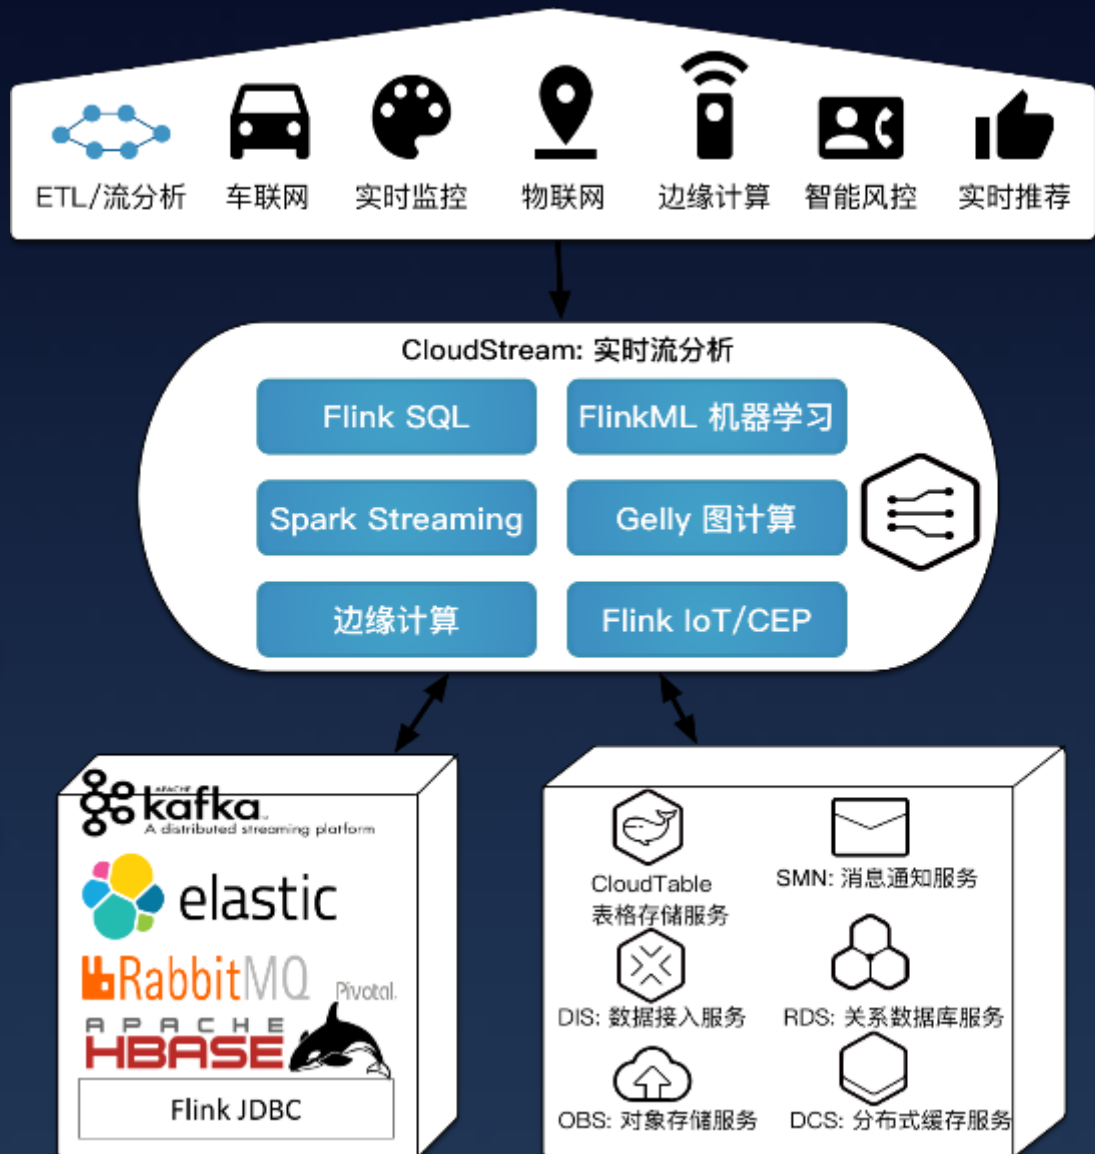 ETL/流分析
车联网
实时监控
物联网
边缘计算
智能风控
实时推荐
CloudStream: 实时流分析
Flink SQL
FlinkML 机器学习
Spark Streaming
Gelly 图计算
边缘计算
Flink IoT/CEP
APACHE
kafka
A distributed streaming platform
elastic
RabbitMQ
Pivotal.
APACHE
HBASE
Flink JDBC
CloudTable
表格存储服务
SMN: 消息通知服务
DIS: 数据接入服务
RDS: 关系数据库服务
OBS: 对象存储服务
DCS: 分布式缓存服务